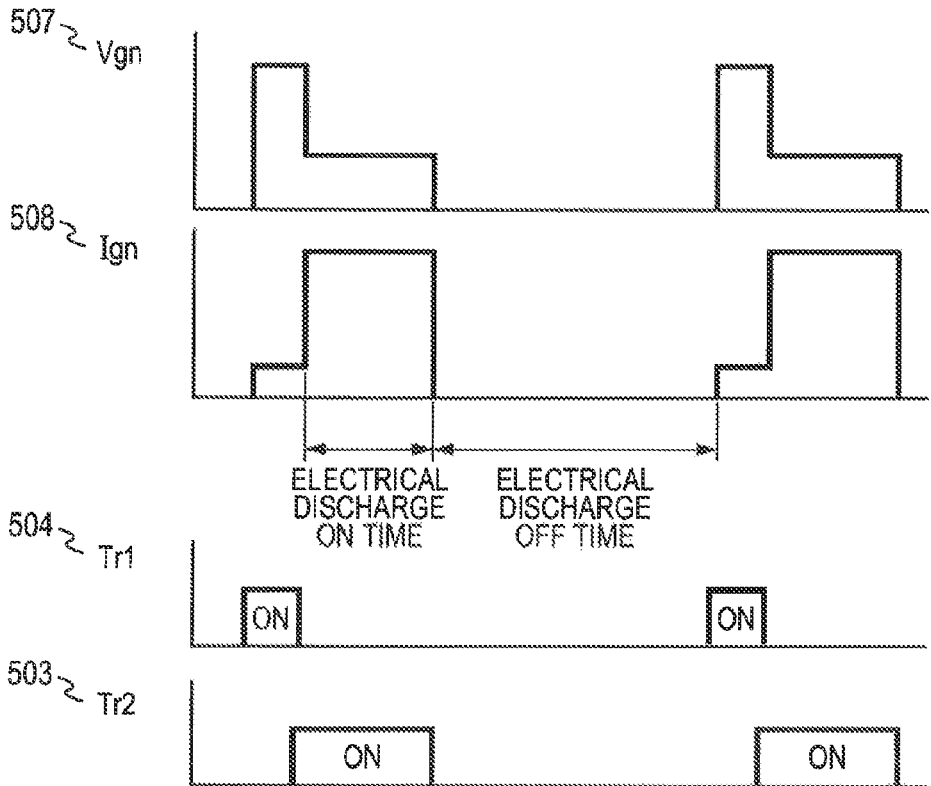 507
Vgn
508
Ign
ELECTRICAL DISCHARGE ON TIME
ELECTRICAL DISCHARGE OFF TIME
504
Tr1
ON
ON
503
Tr2
ON
ON